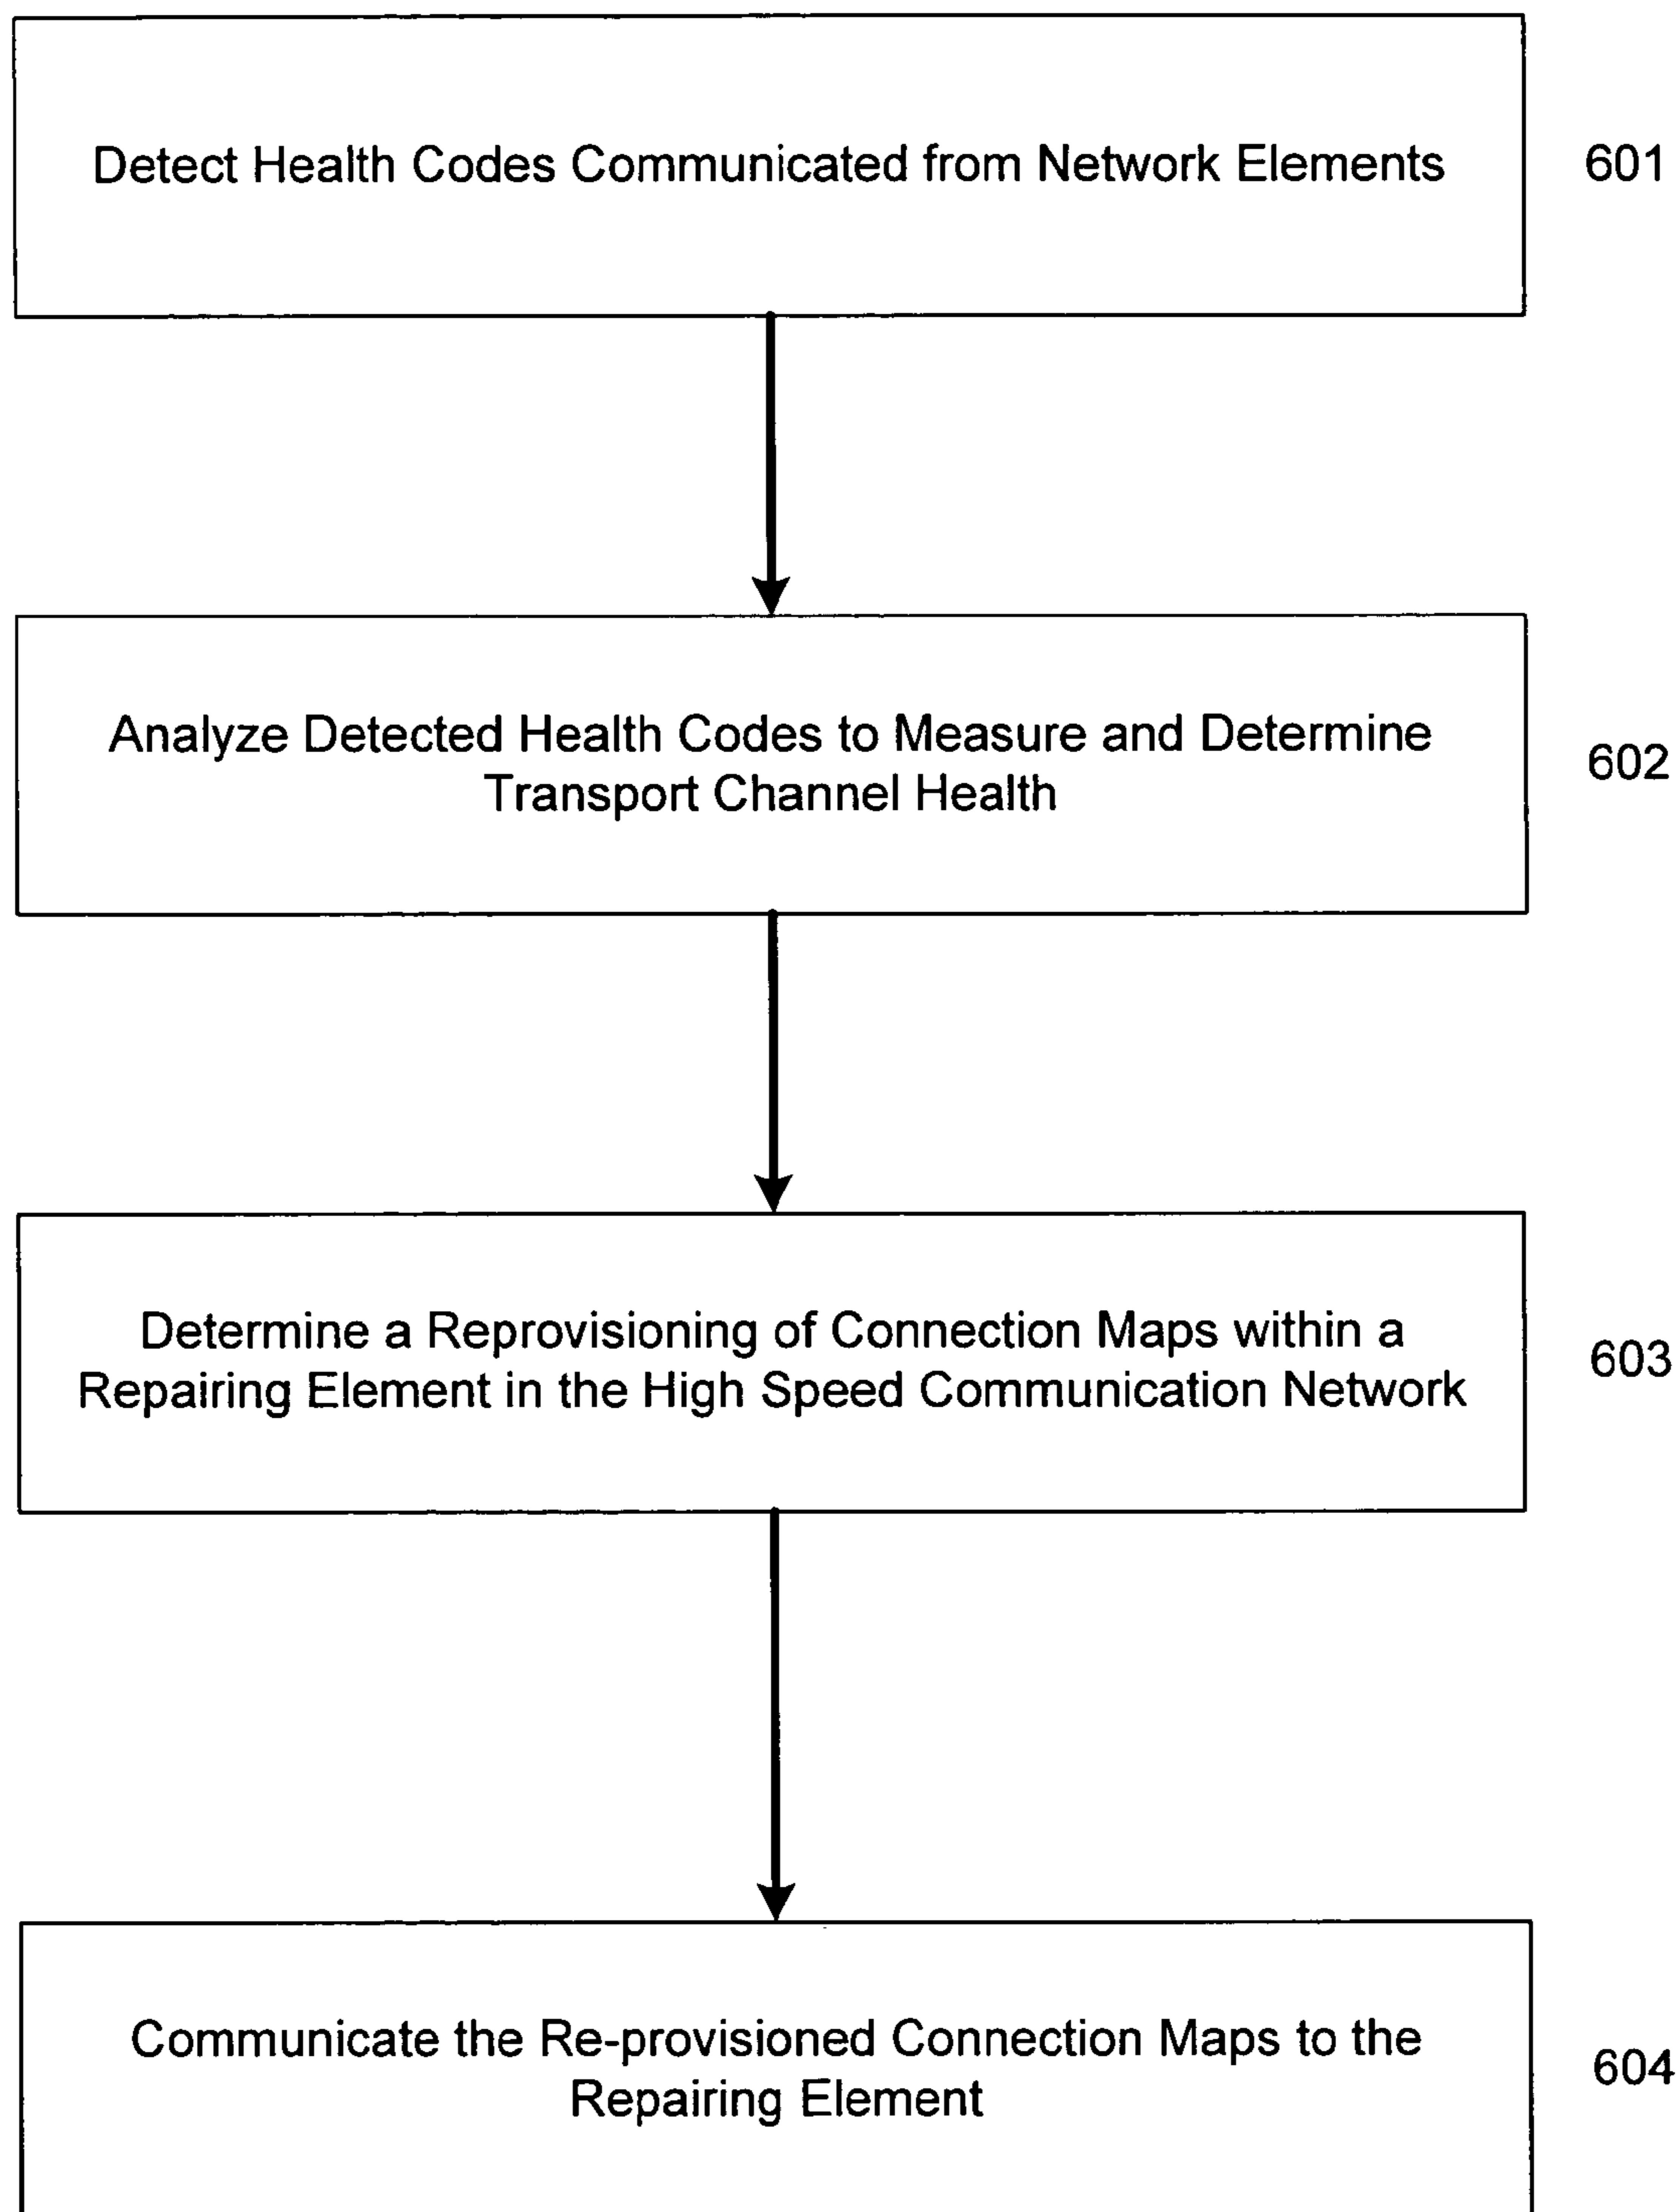 Detect Health Codes Communicated from Network Elements
601
Analyze Detected Health Codes to Measure and Determine
Transport Channel Health
602
Determine a Reprovisioning of Connection Maps within a
Repairing Element in the High Speed Communication Network
603
Communicate the Re-provisioned Connection Maps to the
Repairing Element
604